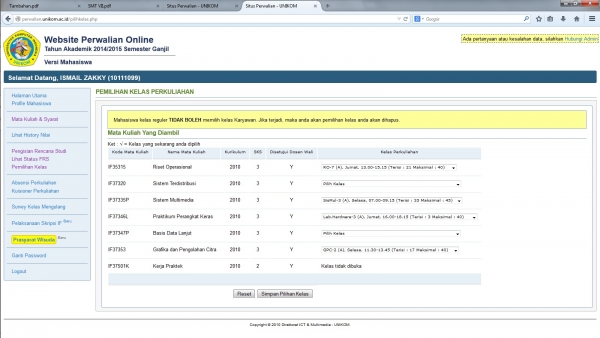 Tambahan.pdf
SMT VII.pdf
Situs Perwalian - UNIKOM
Situs Perwalian - UNIKOM
perwalian.unikom.ac.id/pilihkelas.php
Google
Website Perwalian Online
Tahun Akademik 2014/2015 Semester Ganjil
Versi Mahasiswa
Ada pertanyaan atau kesalahan data, silahkan Hubungi Admin
Selamat Datang, ISMAIL ZAKKY (10111099)
Halaman Utama
Profile Mahasiswa
Mata Kuliah & Syarat
Lihat History Nilai
Pengisian Rencana Studi
Lihat Status FRS
Pemilihan Kelas
Absensi Perkuliahan
Kuesioner Perkuliahan
Survey Kelas Mengulang
Pelaksanaan Skripsi IF Baru
Prasyarat Wisuda Baru
Ganti Password
Logout
PEMILIHAN KELAS PERKULIAHAN
Mahasiswa kelas reguler TIDAK BOLEH memilih kelas Karyawan. Jika terjadi, maka anda akan pemilihan kelas anda akan dihapus.
Mata Kuliah Yang Diambil
Ket : √ = Kelas yang sekarang anda dipilih
Kode Mata Kuliah Nama Mata Kuliah Kurikulum SKS Disetujui Dosen Wali Kelas Perkuliahan
IF35315 Riset Operasional 2010 3 Y RO-7 (A), Jumat, 13.00-15.15 (Terisi : 21 Maksimal : 40)
IF37320 Sistem Terdistribusi 2010 3 Y Pilih Kelas
IF37335P Sistem Multimedia 2010 3 Y SisMul-3 (A), Selasa, 07.00-09.15 (Terisi : 33 Maksimal : 45)
IF37346L Praktikum Perangkat Keras 2010 3 Y Lab.Hardware-3 (A), Jumat, 16.00-18.15 (Terisi : 3 Maksimal : 40)
IF37347P Basis Data Lanjut 2010 3 Y Pilih Kelas
IF37353 Grafika dan Pengolahan Citra 2010 3 Y GPC-2 (A), Selasa, 11.30-13.45 (Terisi : 17 Maksimal : 40)
IF37501K Kerja Praktek 2010 2 Y Kelas tidak dibuka
Reset Simpan Pilihan Kelas
Copyright © 2010 Direktorat ICT & Multimedia : UNIKOM